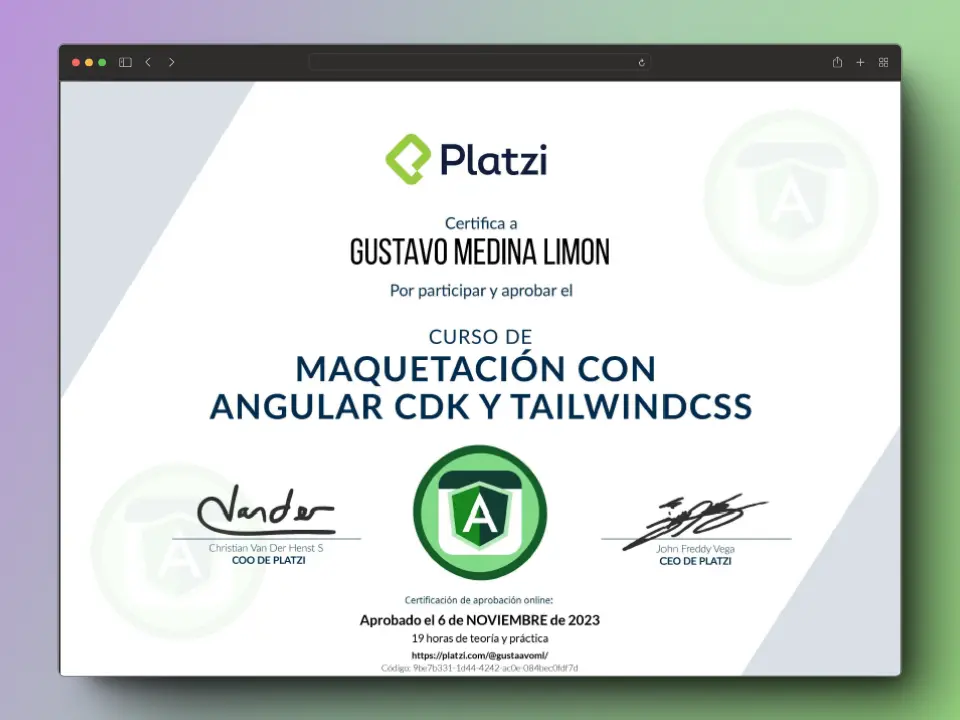 Platzi
Certifica a
GUSTAVO MEDINA LIMON
Por participar y aprobar el
CURSO DE
MAQUETACIÓN CON
ANGULAR CDK Y TAILWINDCSS
A
Vander
Christian Van Der Henst S
COO DE PLATZI
John Freddy Vega
CEO DE PLATZI
Certificación de aprobación online:
Aprobado el 6 de NOVIEMBRE de 2023
19 horas de teoría y práctica
https://platzi.com/@gustaavoml/
Código: 9be7b331-1d44-4242-ac0e-084bec0fdf7d